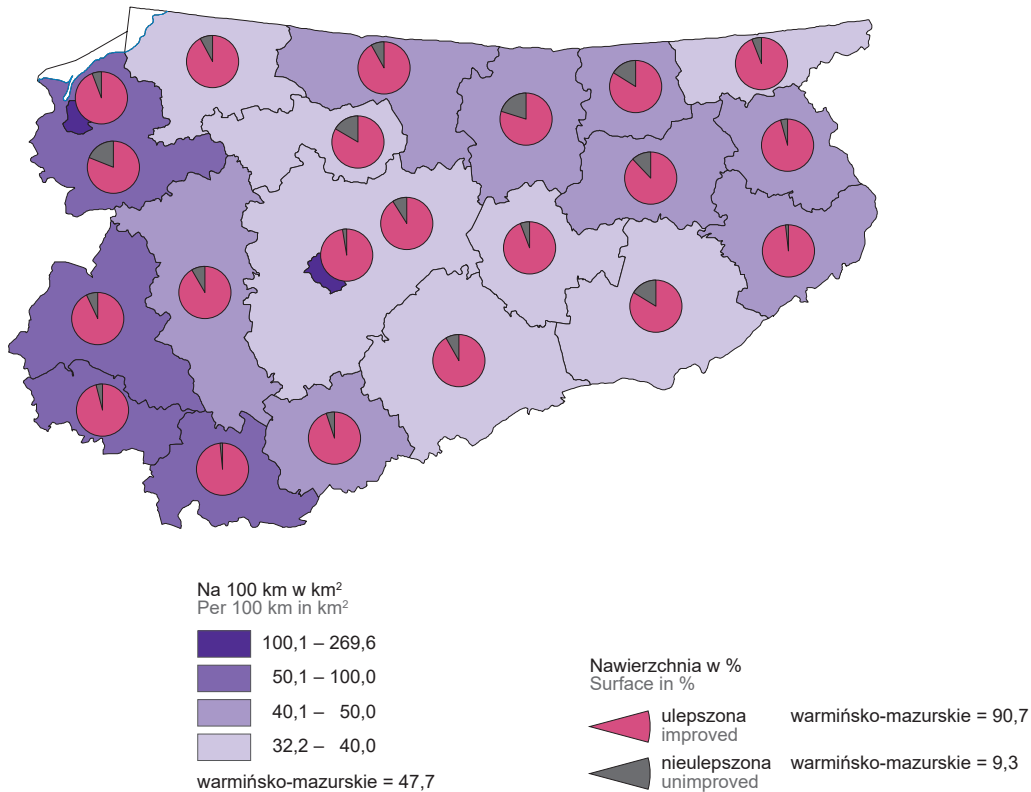 Na 100 km w km²
Per 100 km in km²
100,1 – 269,6
50,1 – 100,0
40,1 – 50,0
32,2 – 40,0
warmińsko-mazurskie = 47,7
Nawierzchnia w %
Surface in %
ulepszona warmińsko-mazurskie = 90,7
improved
nieulepszona warmińsko-mazurskie = 9,3
unimproved